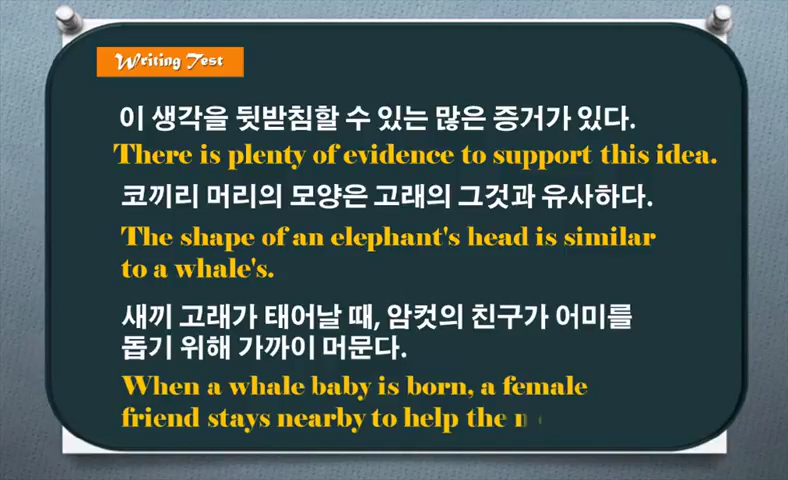 Writing Test
이 생각을 뒷받침할 수 있는 많은 증거가 있다.
There is plenty of evidence to support this idea.
코끼리 머리의 모양은 고래의 그것과 유사하다.
The shape of an elephant's head is similar
to a whale's.
새끼 고래가 태어날 때, 암컷의 친구가 어미를
돕기 위해 가까이 머문다.
When a whale baby is born, a female
friend stays nearby to help the